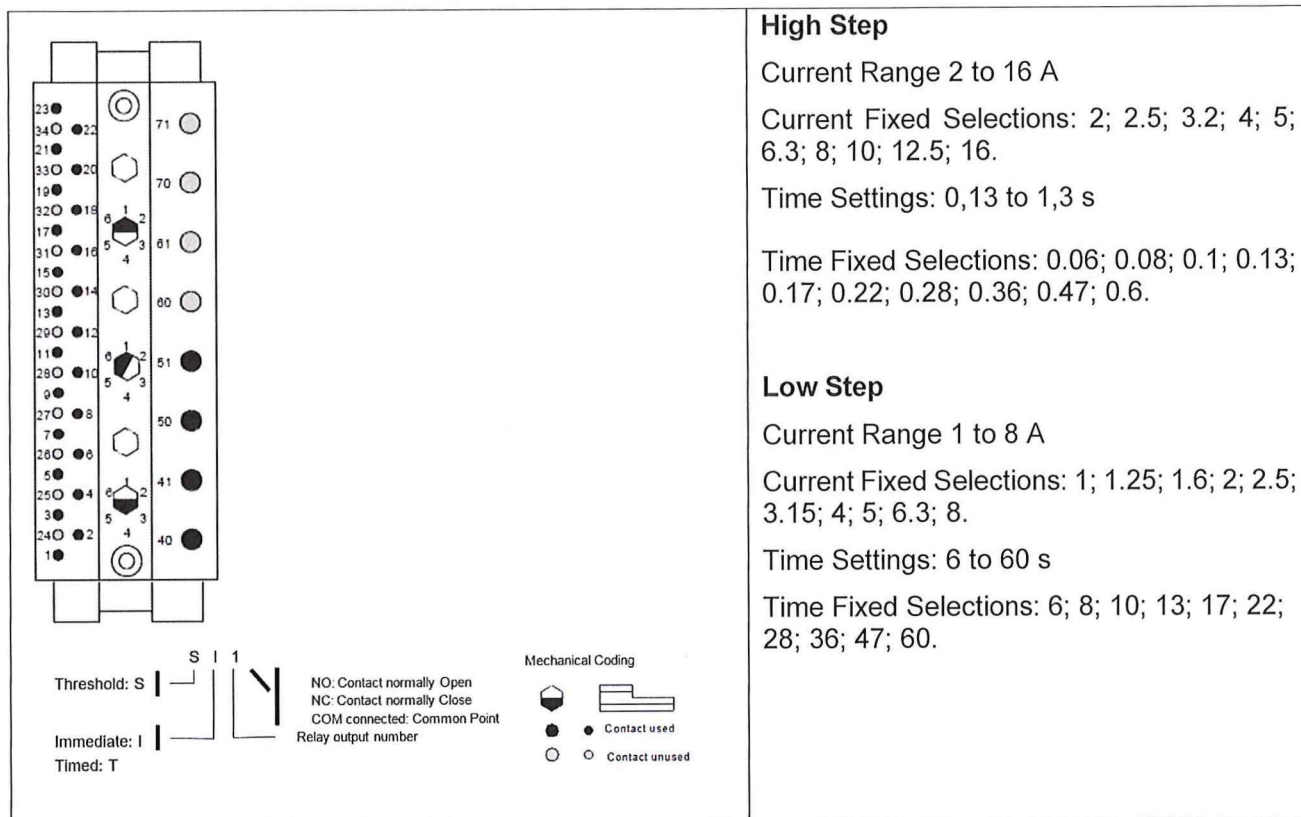 23
34 22
21
33 20
19
32 18
17
31 16
15
30 14
13
29 12
11
28 10
9
27 8
7
26 6
5
25 4
3
24 2
1
1
6 2
5 3
4
1
6 2
5 3
4
1
6 2
5 3
4
71
70
61
60
51
50
41
40
S I 1
Threshold: S
Immediate: I
Timed: T
NO: Contact normally Open
NC: Contact normally Close
COM connected: Common Point
Relay output number
Mechanical Coding
Contact used
Contact unused
High Step
Current Range 2 to 16 A
Current Fixed Selections: 2; 2.5; 3.2; 4; 5;
6.3; 8; 10; 12.5; 16.
Time Settings: 0,13 to 1,3 s
Time Fixed Selections: 0.06; 0.08; 0.1; 0.13;
0.17; 0.22; 0.28; 0.36; 0.47; 0.6.
Low Step
Current Range 1 to 8 A
Current Fixed Selections: 1; 1.25; 1.6; 2; 2.5;
3.15; 4; 5; 6.3; 8.
Time Settings: 6 to 60 s
Time Fixed Selections: 6; 8; 10; 13; 17; 22;
28; 36; 47; 60.